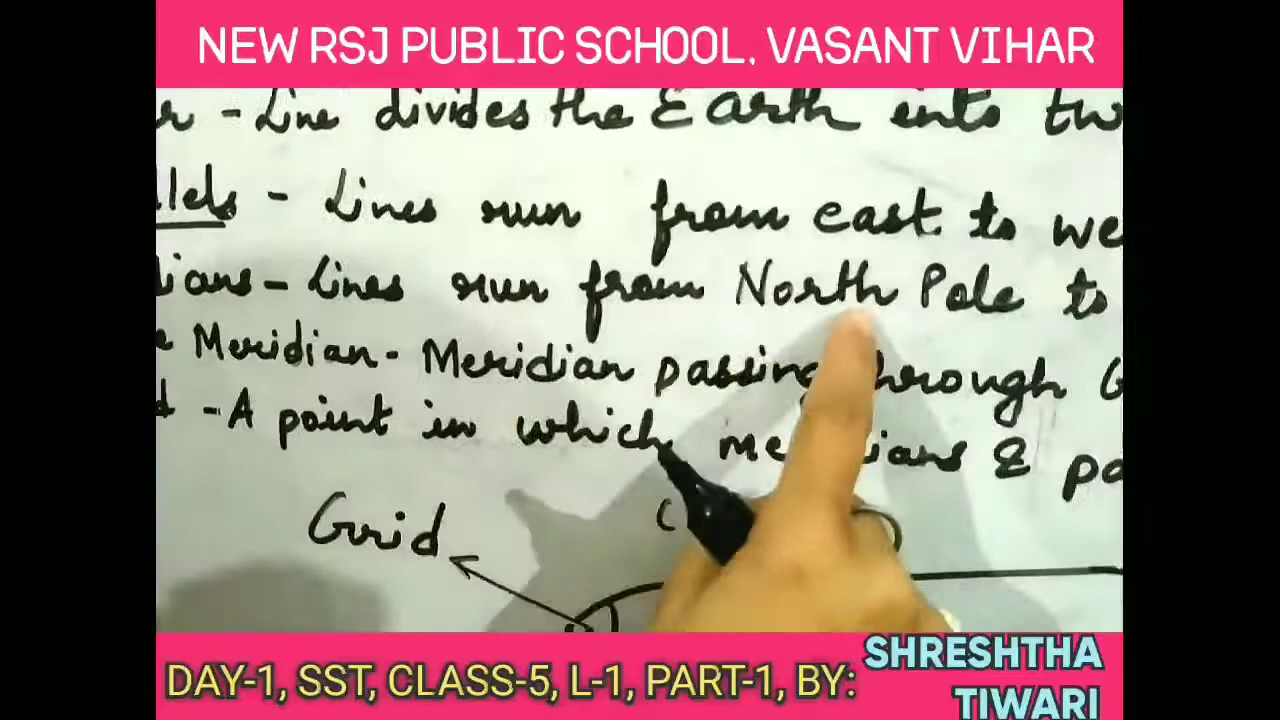 NEW RSJ PUBLIC SCHOOL, VASANT VIHAR
r - Line divides the Earth into tw
llels - Lines run from east to we
ians - Lines run from North Pole to
e Meridian - Meridian passing through G
d - A point in which me ians & pa
Grid
DAY-1, SST, CLASS-5, L-1, PART-1, BY: SHRESHTHA
TIWARI